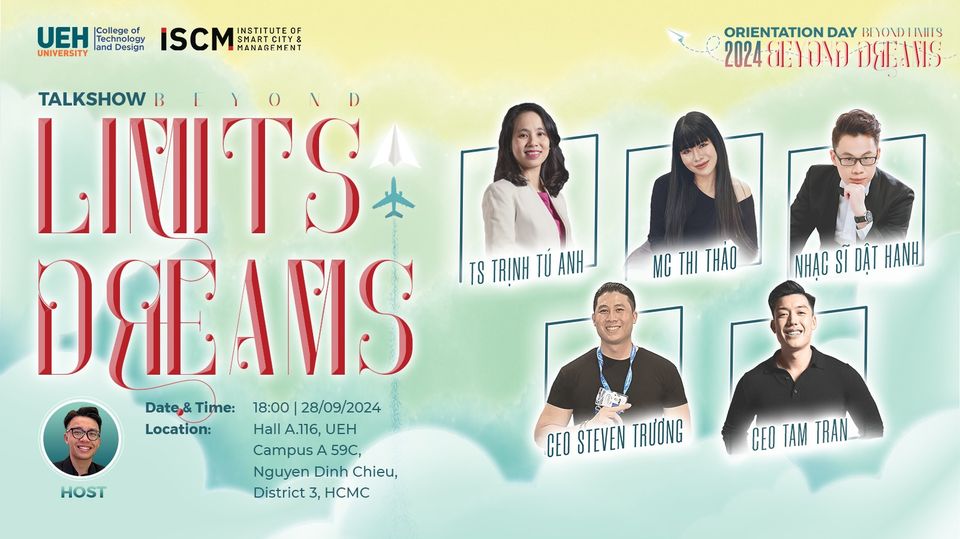 UEH
UNIVERSITY
College of
Technology
and Design
ISCM
INSTITUTE OF
SMART CITY &
MANAGEMENT
ORIENTATION DAY BEYOND LIMITS
2024 BEYOND DREAMS
TALKSHOW BEYOND
LIMITS
DREAMS
TS TRỊNH TÚ ANH
MC THI THẢO
NHẠC SĨ DẬT HANH
CEO STEVEN TRƯƠNG
CEO TAM TRAN
Date & Time: 18:00 | 28/09/2024
Location: Hall A.116, UEH
Campus A 59C,
Nguyen Dinh Chieu,
District 3, HCMC
HOST